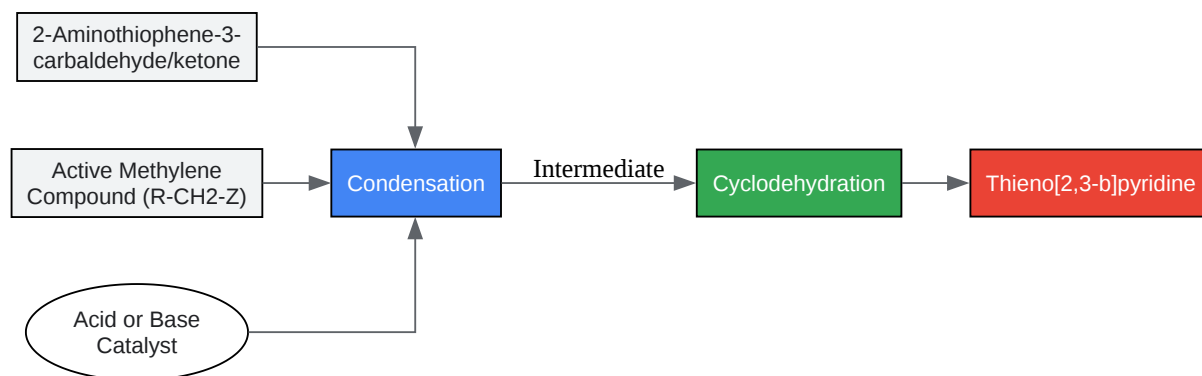 2-Aminothiophene-3-
carbaldehyde/ketone
Active Methylene
Compound (R-CH2-Z)
Condensation
Intermediate
Cyclodehydration
Thieno[2,3-b]pyridine
Acid or Base
Catalyst